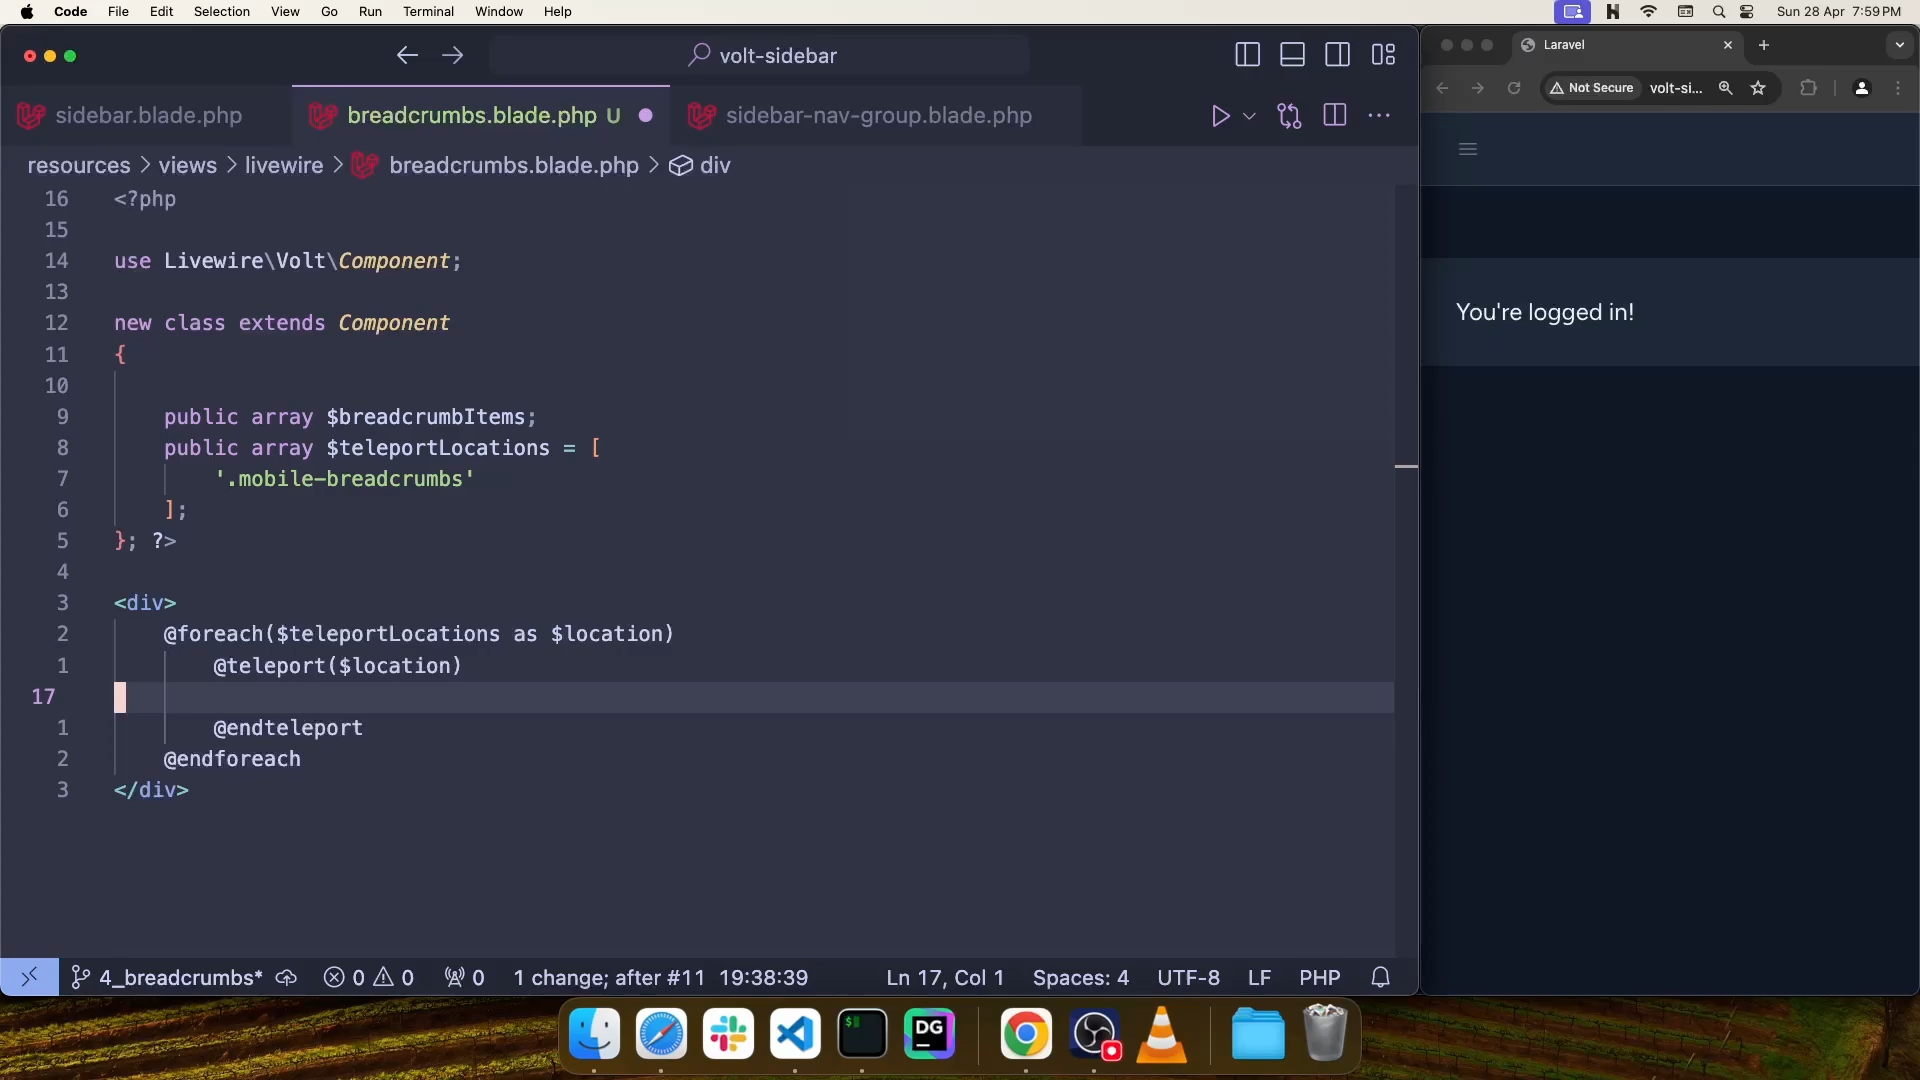 Code File Edit Selection View Go Run Terminal Window Help
Sun 28 Apr 7:59 PM
volt-sidebar
Laravel
sidebar.blade.php
breadcrumbs.blade.php U
sidebar-nav-group.blade.php
Not Secure volt-si...
resources > views > livewire > breadcrumbs.blade.php > div
16 <?php
15
14 use Livewire\Volt\Component;
13
12 new class extends Component
11 {
10
9 public array $breadcrumbItems;
8 public array $teleportLocations = [
7 '.mobile-breadcrumbs'
6 ];
5 }; ?>
4
3 <div>
2 @foreach($teleportLocations as $location)
1 @teleport($location)
17
1 @endteleport
2 @endforeach
3 </div>
You're logged in!
4_breadcrumbs* 0 0 0 1 change; after #11 19:38:39 Ln 17, Col 1 Spaces: 4 UTF-8 LF PHP
DG